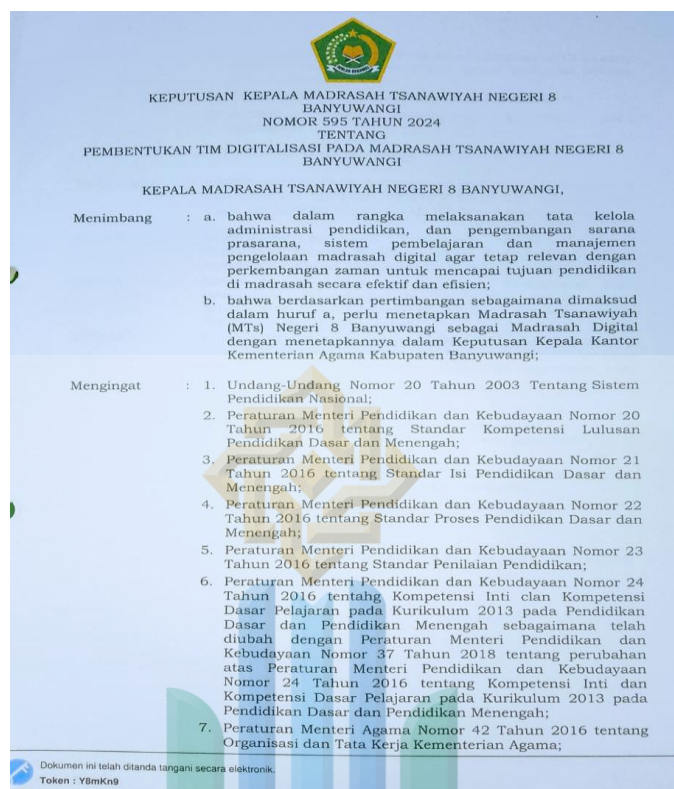 KEPUTUSAN KEPALA MADRASAH TSANAWIYAH NEGERI 8
BANYUWANGI
NOMOR 595 TAHUN 2024
TENTANG
PEMBENTUKAN TIM DIGITALISASI PADA MADRASAH TSANAWIYAH NEGERI 8
BANYUWANGI
KEPALA MADRASAH TSANAWIYAH NEGERI 8 BANYUWANGI,
Menimbang : a. bahwa dalam rangka melaksanakan tata kelola
administrasi pendidikan, dan pengembangan sarana
prasarana, sistem pembelajaran dan manajemen
pengelolaan madrasah digital agar tetap relevan dengan
perkembangan zaman untuk mencapai tujuan pendidikan
di madrasah secara efektif dan efisien;
b. bahwa berdasarkan pertimbangan sebagaimana dimaksud
dalam huruf a, perlu menetapkan Madrasah Tsanawiyah
(MTs) Negeri 8 Banyuwangi sebagai Madrasah Digital
dengan menetapkannya dalam Keputusan Kepala Kantor
Kementerian Agama Kabupaten Banyuwangi;
Mengingat : 1. Undang-Undang Nomor 20 Tahun 2003 Tentang Sistem
Pendidikan Nasional;
2. Peraturan Menteri Pendidikan dan Kebudayaan Nomor 20
Tahun 2016 tentang Standar Kompetensi Lulusan
Pendidikan Dasar dan Menengah;
3. Peraturan Menteri Pendidikan dan Kebudayaan Nomor 21
Tahun 2016 tentang Standar Isi Pendidikan Dasar dan
Menengah;
4. Peraturan Menteri Pendidikan dan Kebudayaan Nomor 22
Tahun 2016 tentang Standar Proses Pendidikan Dasar dan
Menengah;
5. Peraturan Menteri Pendidikan dan Kebudayaan Nomor 23
Tahun 2016 tentang Standar Penilaian Pendidikan;
6. Peraturan Menteri Pendidikan dan Kebudayaan Nomor 24
Tahun 2016 tentahg Kompetensi Inti clan Kompetensi
Dasar Pelajaran pada Kurikulum 2013 pada Pendidikan
Dasar dan Pendidikan Menengah sebagaimana telah
diubah dengan Peraturan Menteri Pendidikan dan
Kebudayaan Nomor 37 Tahun 2018 tentang perubahan
atas Peraturan Menteri Pendidikan dan Kebudayaan
Nomor 24 Tahun 2016 tentang Kompetensi Inti dan
Kompetensi Dasar Pelajaran pada Kurikulum 2013 pada
Pendidikan Dasar dan Pendidikan Menengah;
7. Peraturan Menteri Agama Nomor 42 Tahun 2016 tentang
Organisasi dan Tata Kerja Kementerian Agama;
Dokumen ini telah ditanda tangani secara elektronik.
Token : Y8mKn9